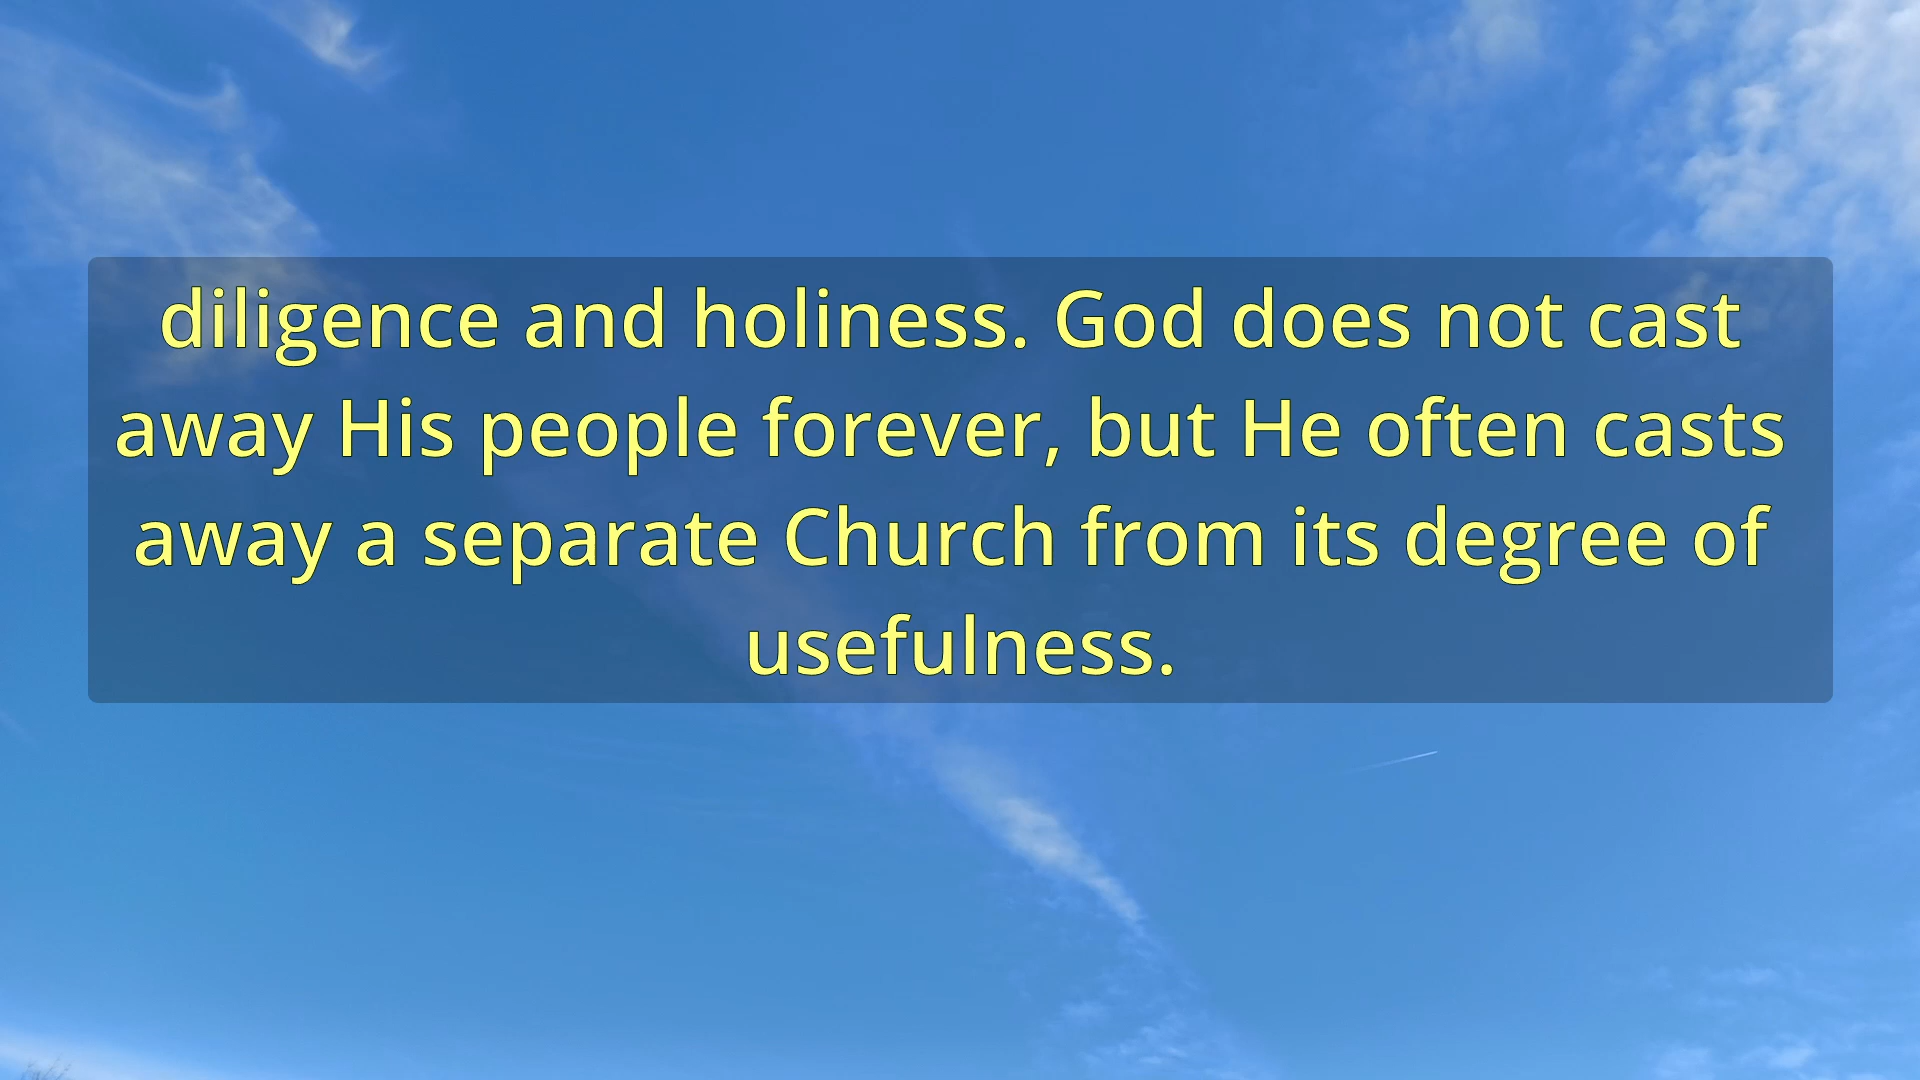 diligence and holiness. God does not cast
away His people forever, but He often casts
away a separate Church from its degree of
usefulness.